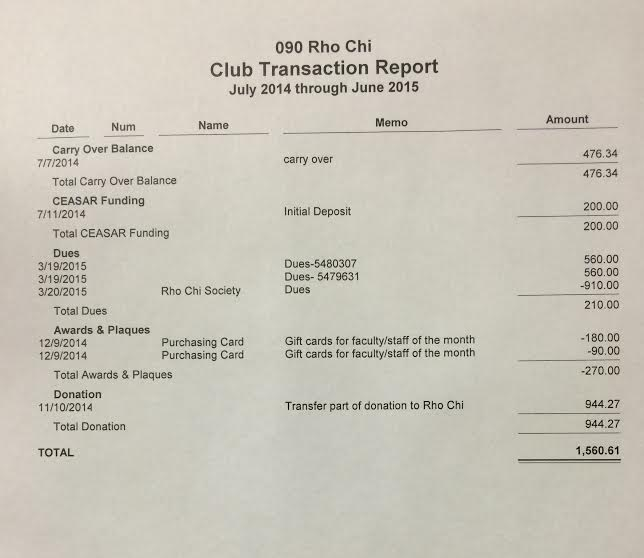 090 Rho Chi
Club Transaction Report
July 2014 through June 2015
Date Num Name Memo Amount
Carry Over Balance
7/7/2014 carry over 476.34
Total Carry Over Balance 476.34
CEASAR Funding
7/11/2014 Initial Deposit 200.00
Total CEASAR Funding 200.00
Dues
3/19/2015 Dues-5480307 560.00
3/19/2015 Dues- 5479631 560.00
3/20/2015 Rho Chi Society Dues -910.00
Total Dues 210.00
Awards & Plaques
12/9/2014 Purchasing Card Gift cards for faculty/staff of the month -180.00
12/9/2014 Purchasing Card Gift cards for faculty/staff of the month -90.00
Total Awards & Plaques -270.00
Donation
11/10/2014 Transfer part of donation to Rho Chi 944.27
Total Donation 944.27
TOTAL 1,560.61